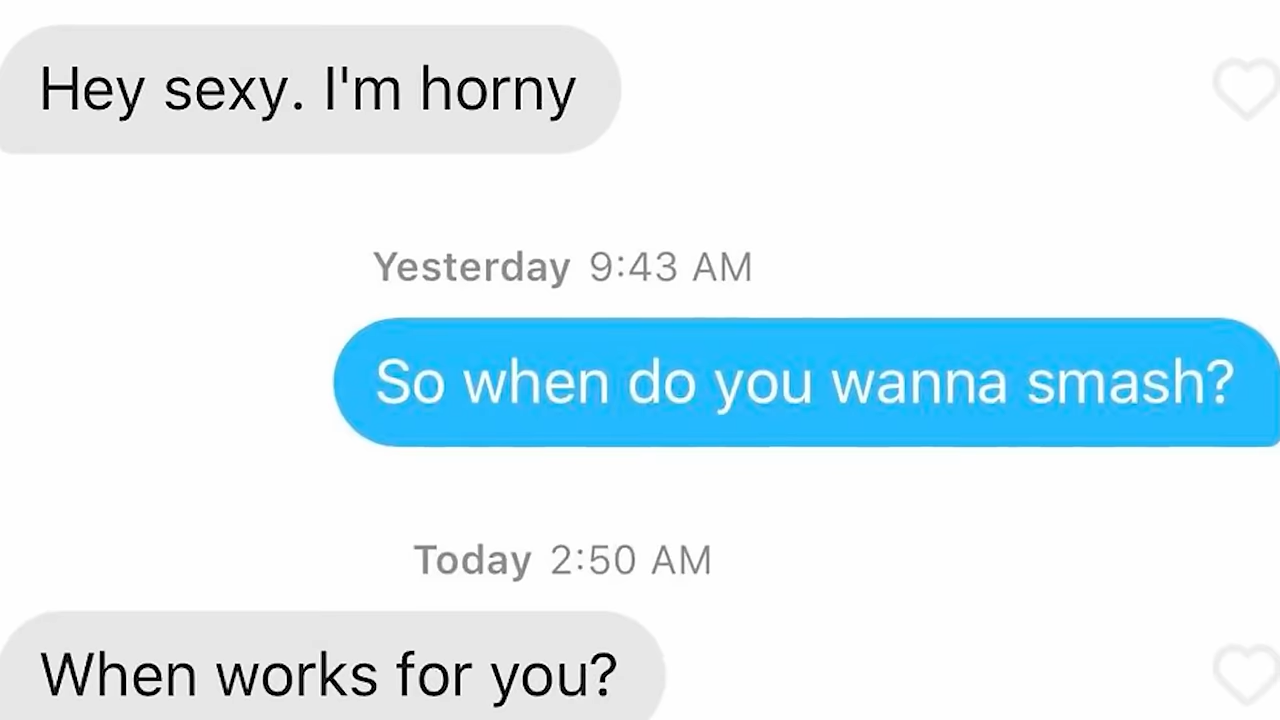 Hey sexy. I'm horny
Yesterday 9:43 AM
So when do you wanna smash?
Today 2:50 AM
When works for you?